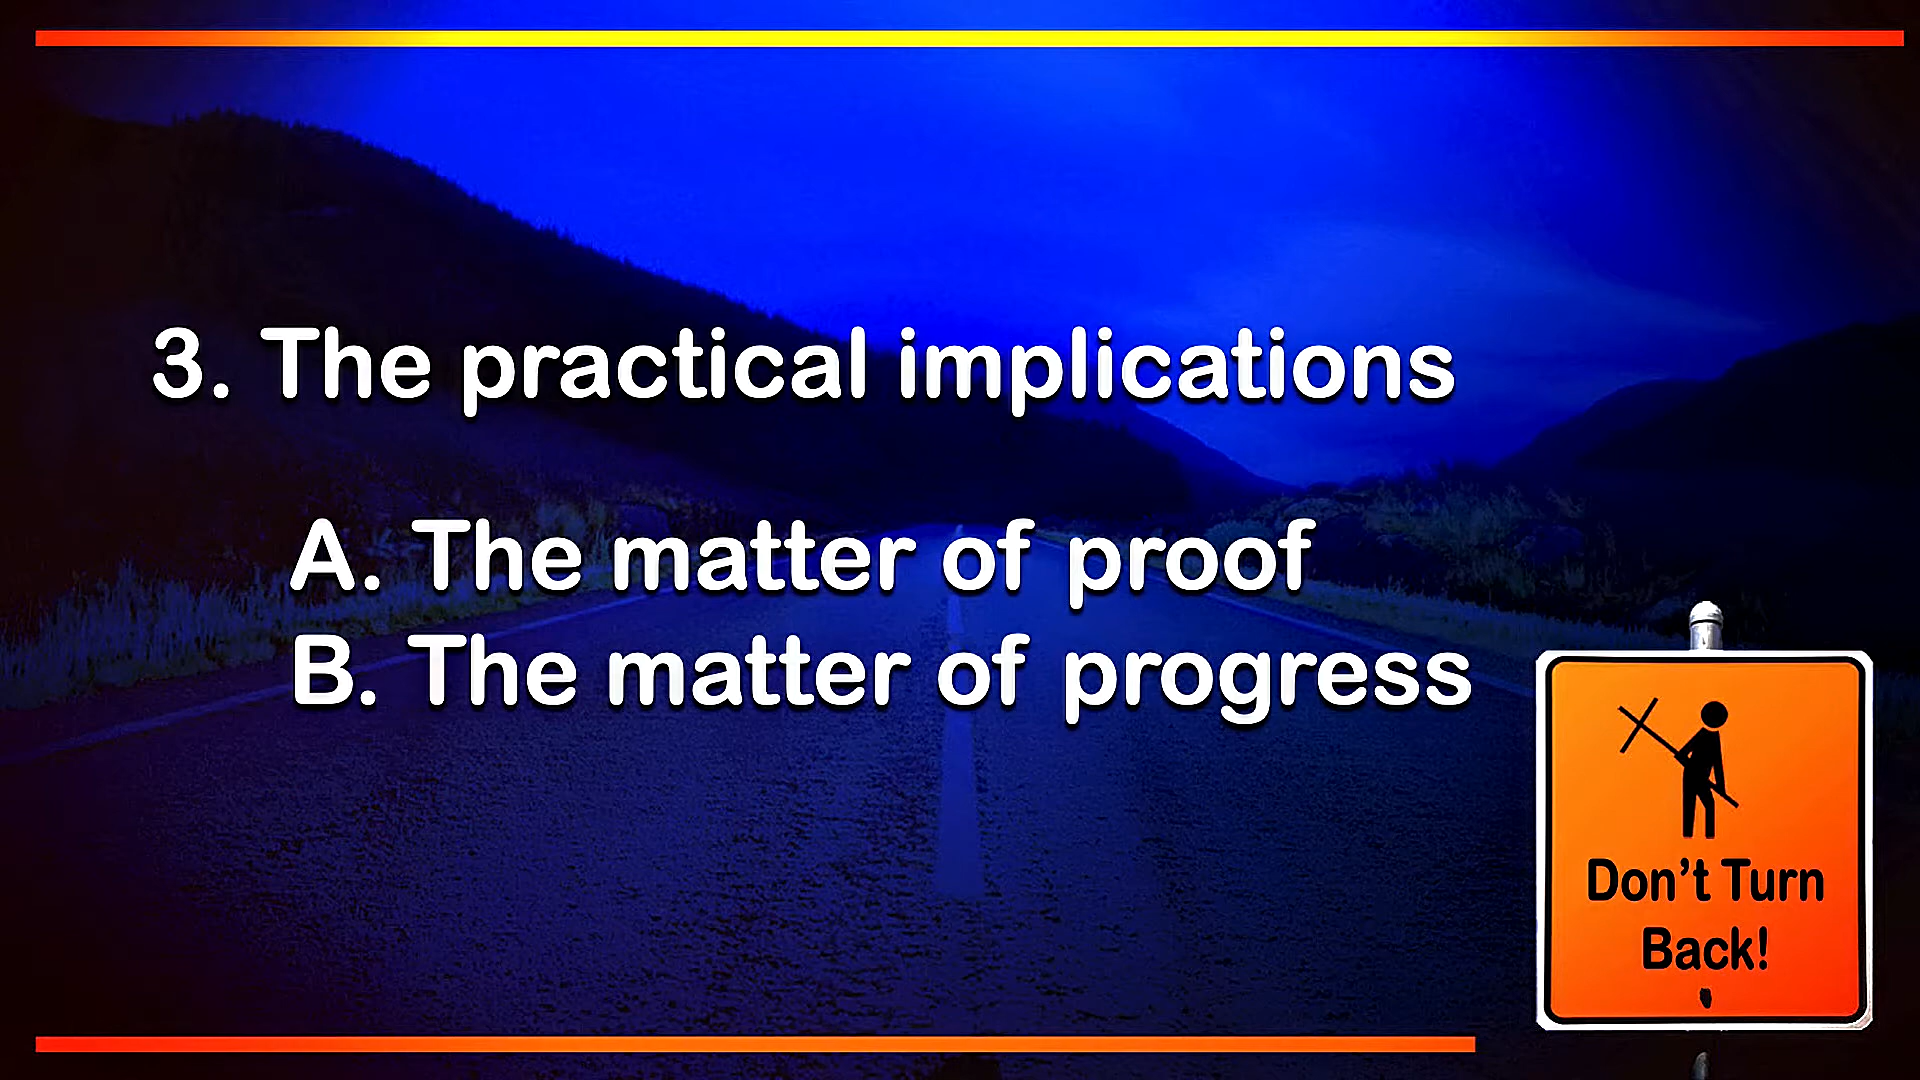 3. The practical implications
A. The matter of proof
B. The matter of progress
Don't Turn
Back!